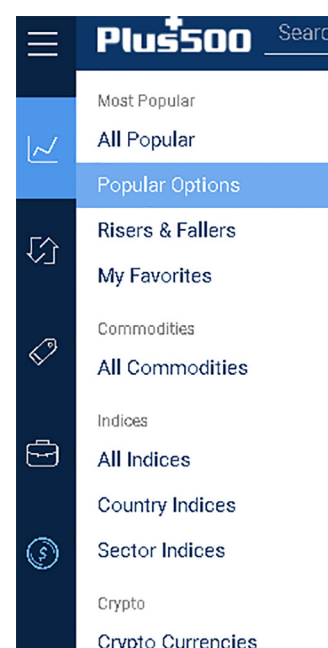 Plus500
Most Popular
All Popular
Popular Options
Risers & Fallers
My Favorites
Commodities
All Commodities
Indices
All Indices
Country Indices
Sector Indices
Crypto
Crypto Currencies